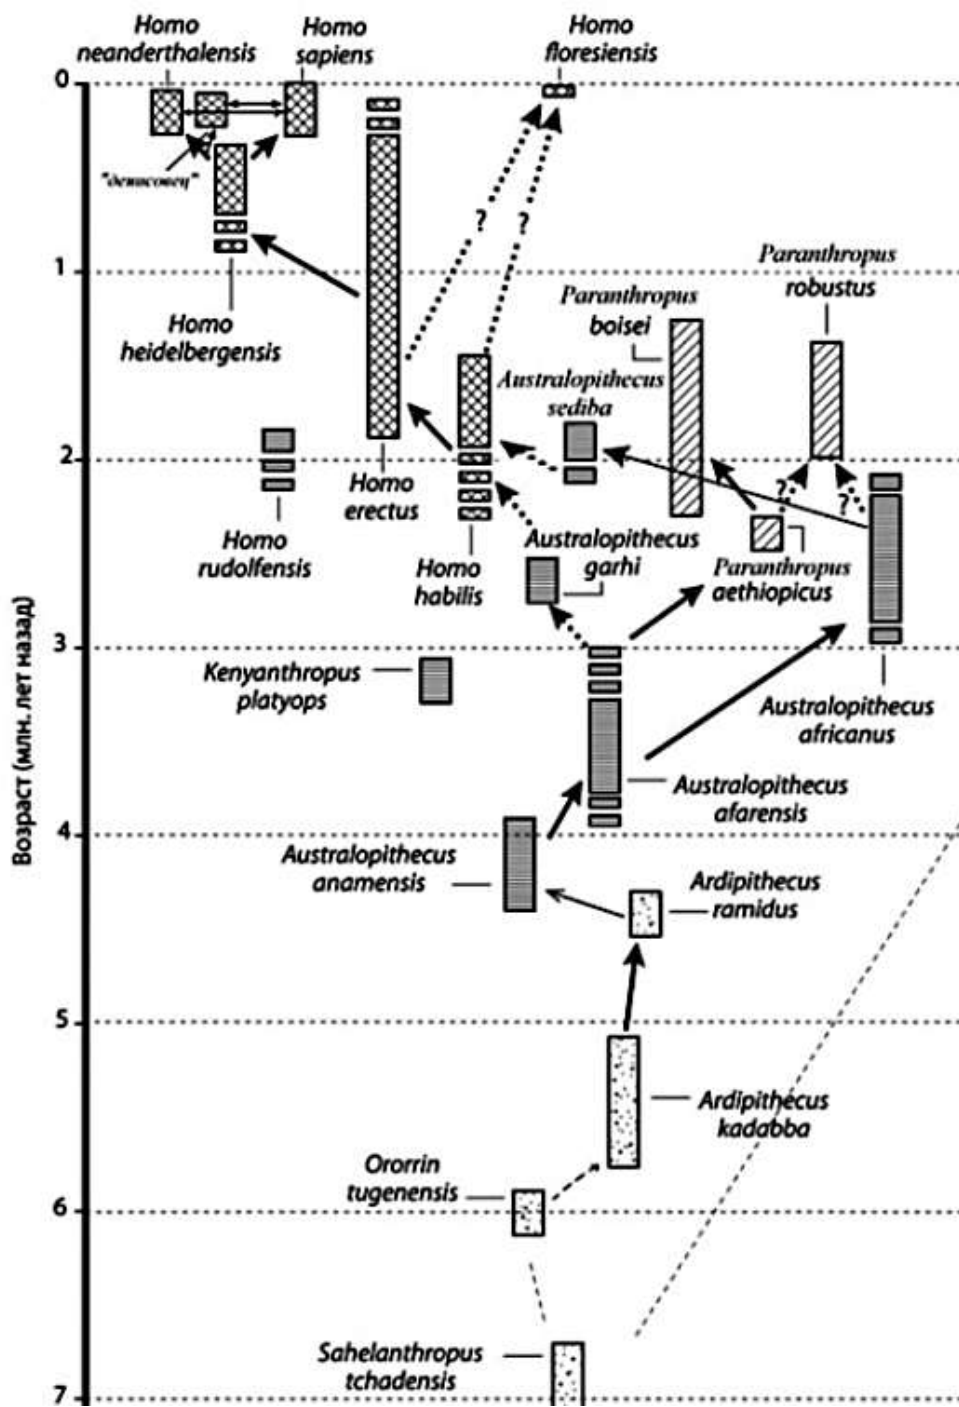 Homo
neanderthalensis
Homo
sapiens
Homo
floresiensis
0
"денисовец"
?
?
Paranthropus
robustus
1
Paranthropus
boisei
Homo
heidelbergensis
Australopithecus
sediba
2
Homo
erectus
?
?
Homo
rudolfensis
Homo
habilis
Australopithecus
garhi
Paranthropus
aethiopicus
Возраст (млн. лет назад)
3
Kenyanthropus
platyops
Australopithecus
africanus
Australopithecus
afarensis
4
Australopithecus
anamensis
Ardipithecus
ramidus
5
Ardipithecus
kadabba
Ororrin
tugenensis
6
Sahelanthropus
tchadensis
7